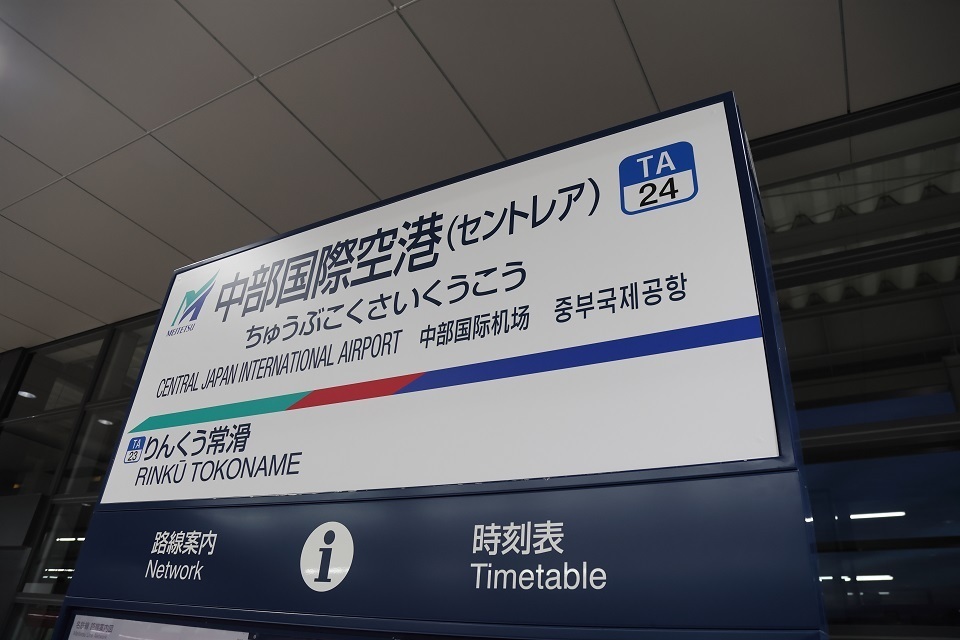 TA
24
中部国際空港(セントレア)
MEITETSU
ちゅうぶこくさいくうこう
CENTRAL JAPAN INTERNATIONAL AIRPORT 中部国际机场 중부국제공항
TA
23
りんくう常滑
RINKŪ TOKONAME
路線案内 i 時刻表
Network Timetable